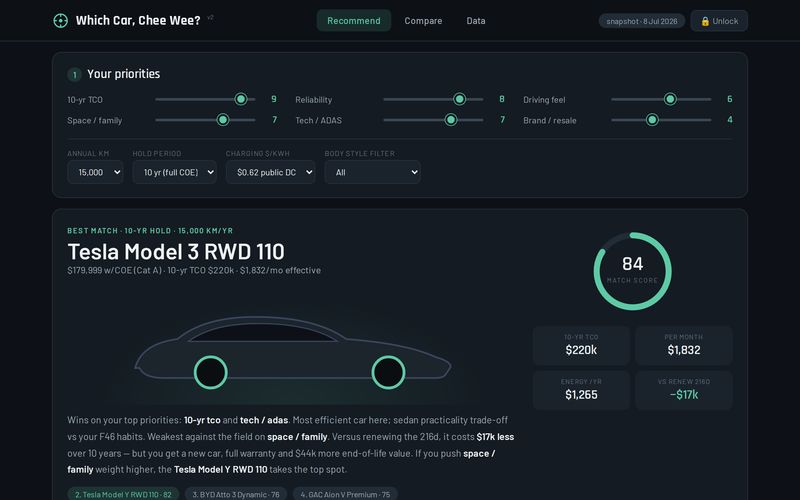 Which Car, Chee Wee? v2
Recommend Compare Data
snapshot · 8 Jul 2026 🔒 Unlock
1 Your priorities
10-yr TCO 9 Reliability 8 Driving feel 6
Space / family 7 Tech / ADAS 7 Brand / resale 4
ANNUAL KM HOLD PERIOD CHARGING $/KWH BODY STYLE FILTER
15,000 10 yr (full COE) $0.62 public DC All
BEST MATCH · 10-YR HOLD · 15,000 KM/YR
Tesla Model 3 RWD 110
$179,999 w/COE (Cat A) · 10-yr TCO $220k · $1,832/mo effective
84
MATCH SCORE
10-YR TCO PER MONTH
$220k $1,832
ENERGY /YR VS RENEW 216D
$1,265 −$17k
Wins on your top priorities: 10-yr tco and tech / adas. Most efficient car here; sedan practicality trade-off
vs your F46 habits. Weakest against the field on space / family. Versus renewing the 216d, it costs $17k less
over 10 years — but you get a new car, full warranty and $44k more end-of-life value. If you push space /
family weight higher, the Tesla Model Y RWD 110 takes the top spot.
2. Tesla Model Y RWD 110 · 82 3. BYD Atto 3 Dynamic · 76 4. GAC Aion V Premium · 75